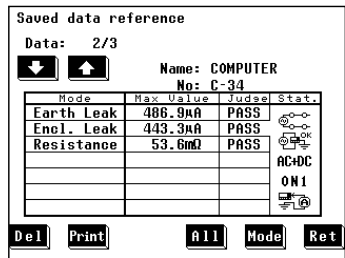 Saved data reference
Data: 2/3
Name: COMPUTER
No: C-34
Mode Max Value Judge Stat.
Earth Leak 486.9µA PASS
Encl. Leak 443.3µA PASS
Resistance 53.6mΩ PASS
OK
AC+DC
ON1
Del Print All Mode Ret